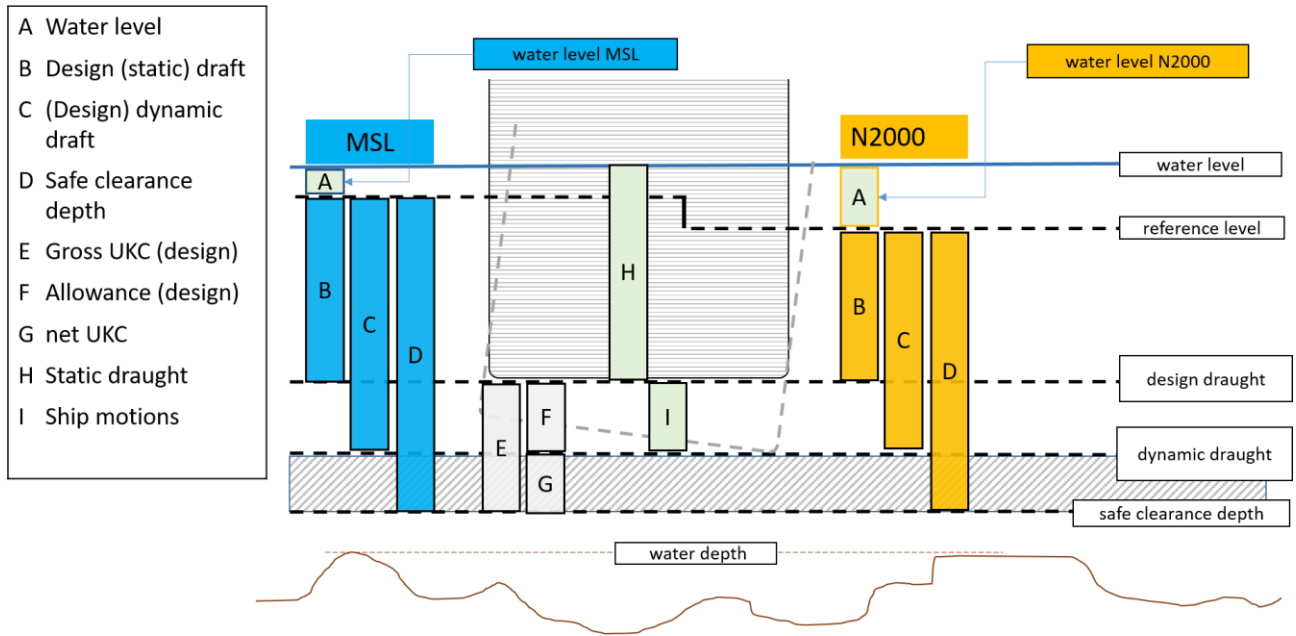 A Water level
B Design (static) draft
C (Design) dynamic
draft
D Safe clearance
depth
E Gross UKC (design)
F Allowance (design)
G net UKC
H Static draught
I Ship motions
water level MSL
water level N2000
MSL
N2000
water level
A
A
reference level
B
C
D
H
B
C
D
design draught
E
F
I
G
dynamic draught
safe clearance depth
water depth